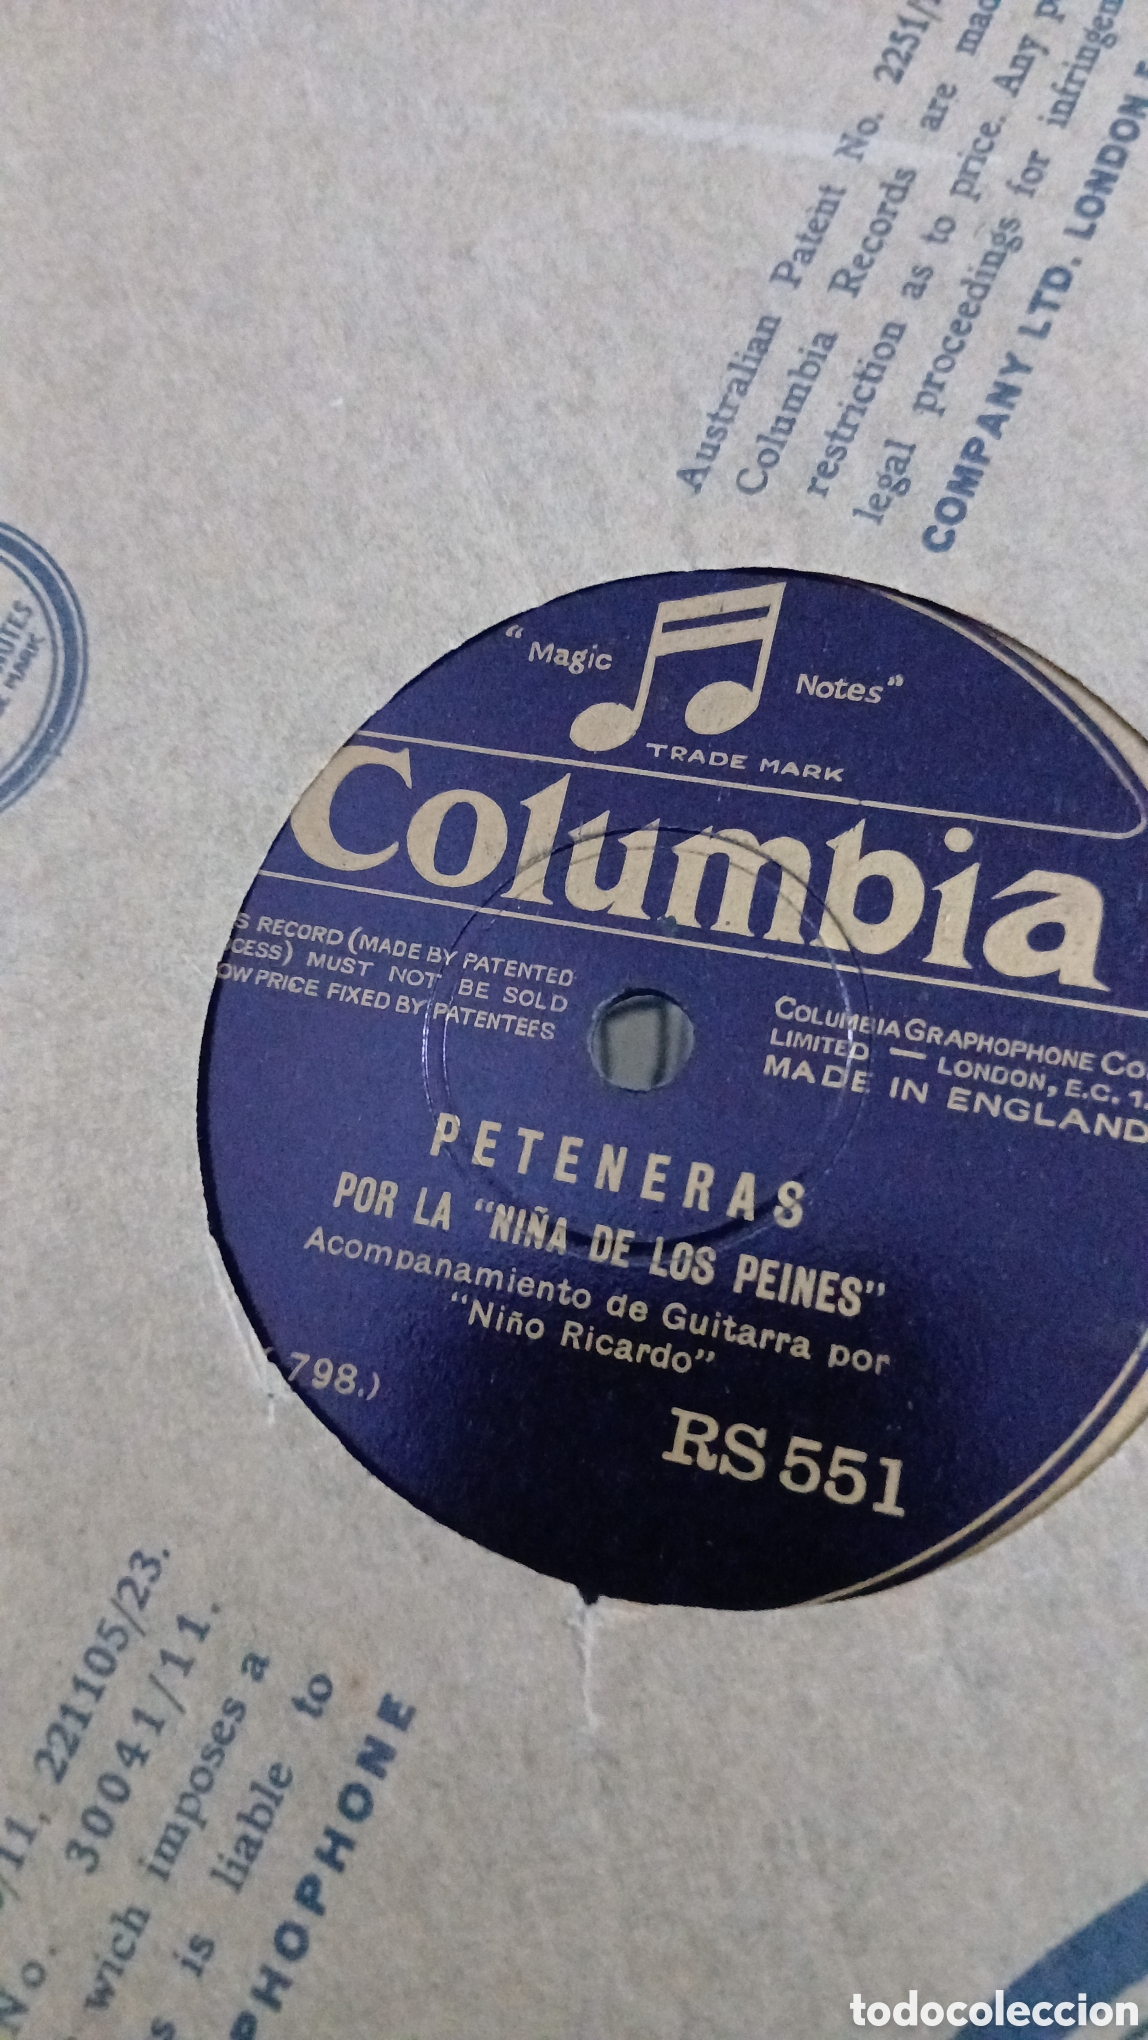 Australian Patent No. 2251/
Columbia Records are mad
restriction as to price. Any p
legal proceedings for infringem
COMPANY LTD. LONDON
MARK
"Magic Notes"
TRADE MARK
Columbia
S RECORD (MADE BY PATENTED
CESS) MUST NOT BE SOLD
OW PRICE FIXED BY PATENTEES
COLUMBIA GRAPHOPHONE CO
LIMITED — LONDON, E.C. 1.
MADE IN ENGLAND
PETENERAS
POR LA "NIÑA DE LOS PEINES"
Acompanamiento de Guitarra por
"Niño Ricardo"
798.)
RS 551
/11, 221105/23.
No. 30041/11.
wich imposes a
is liable to
PHOPHONE
todocoleccion